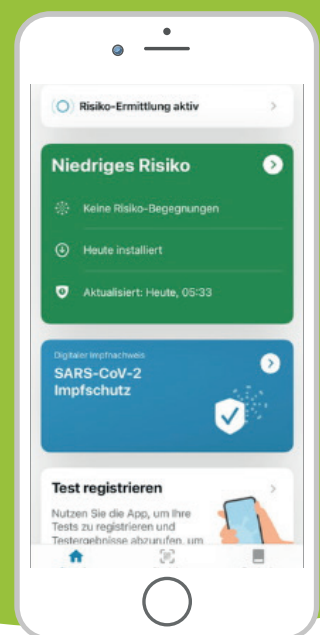 Risiko-Ermittlung aktiv
Niedriges Risiko
Keine Risiko-Begegnungen
Heute installiert
Aktualisiert: Heute, 05:33
Digitaler Impfnachweis
SARS-CoV-2
Impfschutz
Test registrieren
Nutzen Sie die App, um Ihre
Tests zu registrieren und
Testergebnisse abzurufen, um